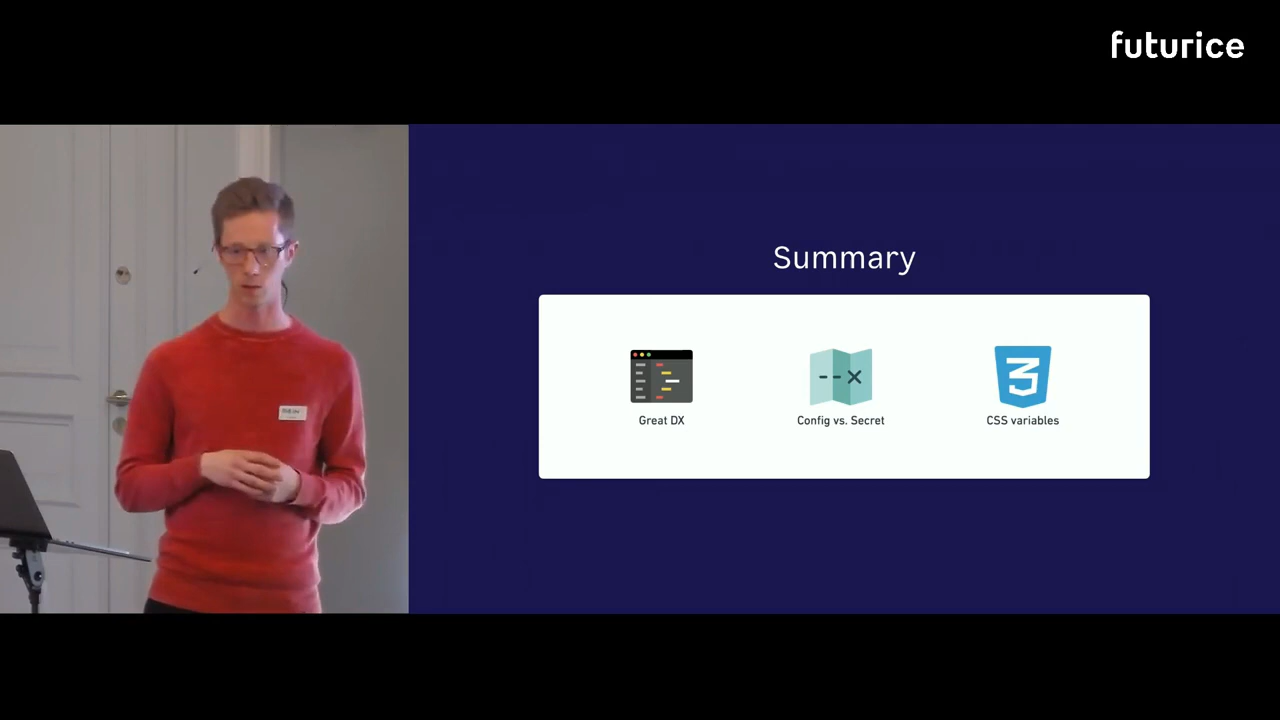 futurice
Summary
Great DX
Config vs. Secret
CSS variables